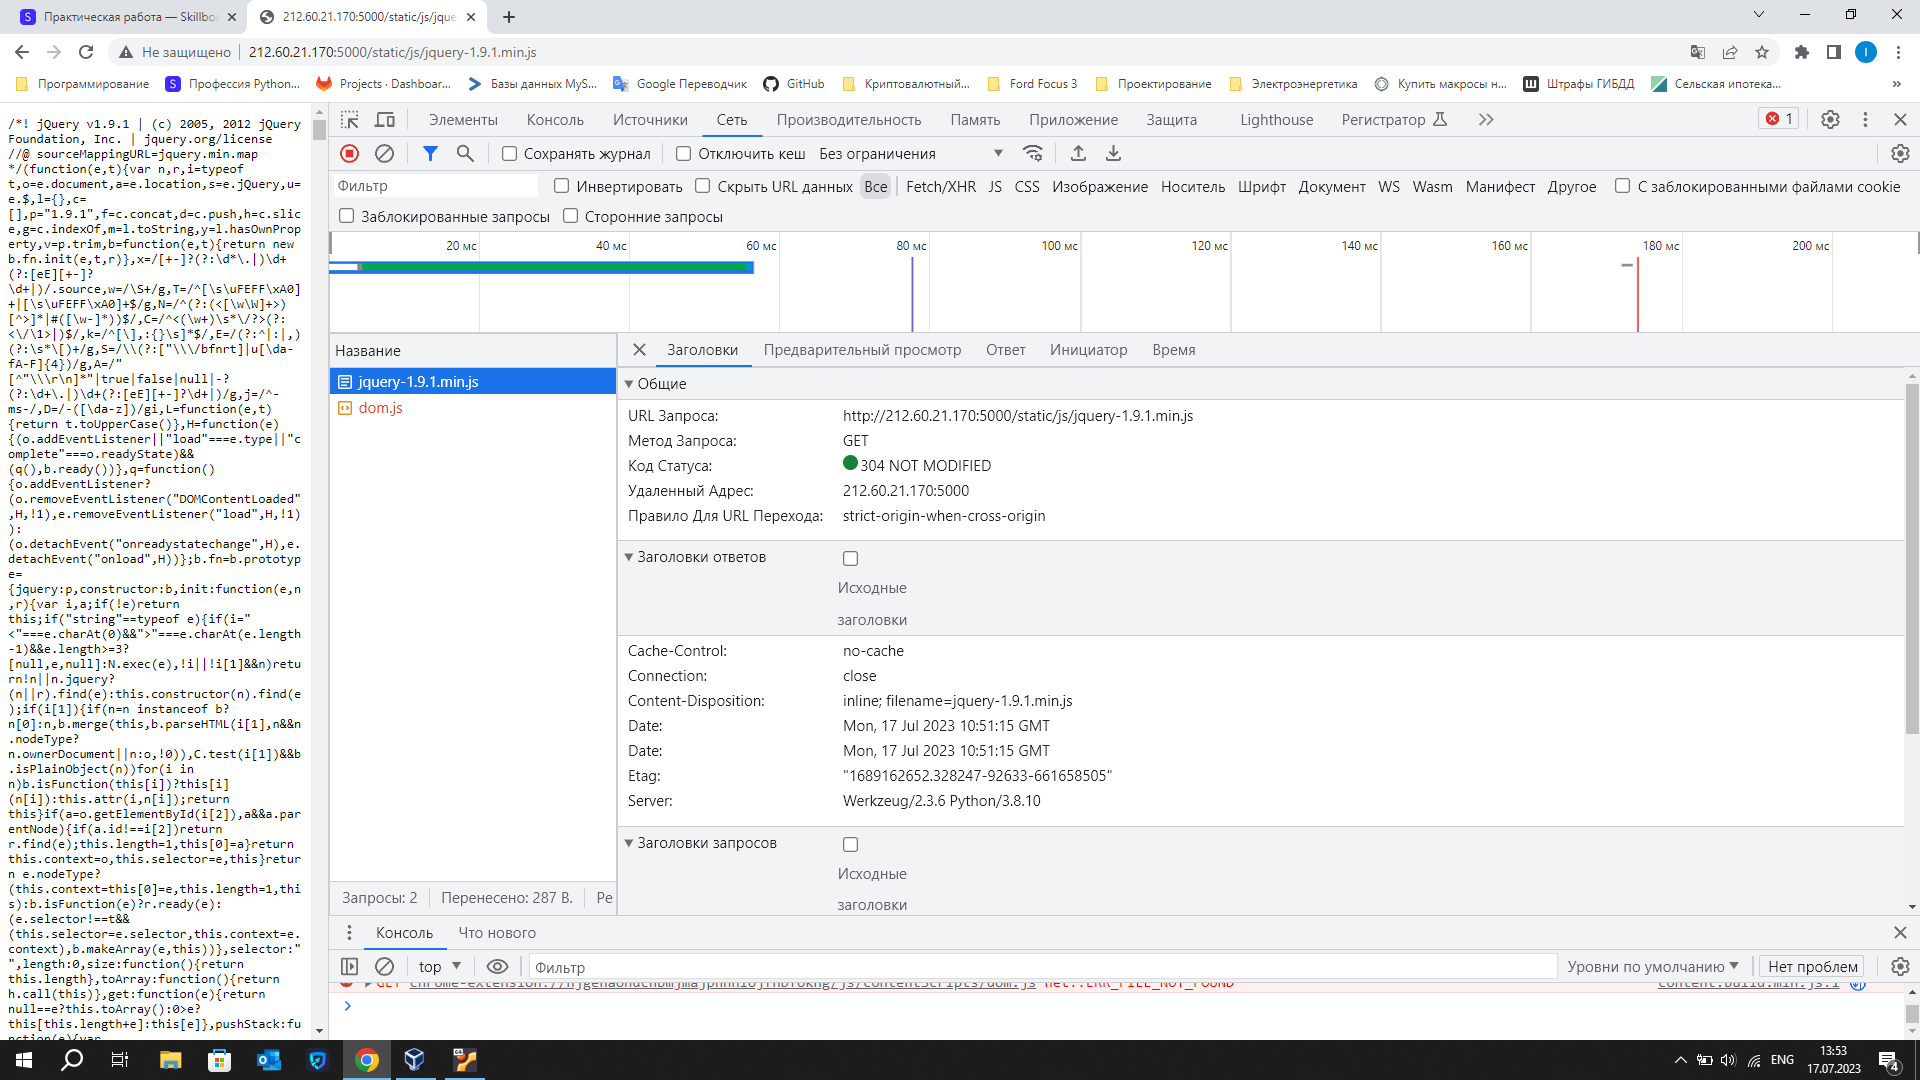 Практическая работа — Skillbo
212.60.21.170:5000/static/js/jque
Не защищено
212.60.21.170:5000/static/js/jquery-1.9.1.min.js
I
Программирование
Профессия Python...
Projects · Dashboar...
Базы данных MyS...
Google Переводчик
GitHub
Криптовалютный...
Ford Focus 3
Проектирование
Электроэнергетика
Купить макросы н...
Штрафы ГИБДД
Сельская ипотека...
/*! jQuery v1.9.1 | (c) 2005, 2012 jQuery
Foundation, Inc. | jquery.org/license
//@ sourceMappingURL=jquery.min.map
*/(function(e,t){var n,r,i=typeof
t,o=e.document,a=e.location,s=e.jQuery,u=
e.$,l={},c=
[],p="1.9.1",f=c.concat,d=c.push,h=c.slic
e,g=c.indexOf,m=l.toString,y=l.hasOwnProp
erty,v=p.trim,b=function(e,t){return new
b.fn.init(e,t,r)},x=/[+-]?(?:\d*\.|)\d+
(?:[eE][+-]?
\d+|)/.source,w=/\S+/g,T=/^[\s\uFEFF\xA0]
+|[\s\uFEFF\xA0]+$/g,N=/^(?:(<[\w\W]+>)
[^>]*|#([\w-]*))$/,C=/^<(\w+)\s*\/?>(?:
<\/\1>|)$/,k=/^[\],:{}\s]*$/,E=/(?:^|:|,)
(?:\s*\[)+/g,S=/\\(?:["\\\/bfnrt]|u[\da-
fA-F]{4})/g,A=/"
[^"\\\r\n]*"|true|false|null|-?
(?:\d+\.|)\d+(?:[eE][+-]?\d+|)/g,j=/^-
ms-/,D=/-([\da-z])/gi,L=function(e,t)
{return t.toUpperCase()},H=function(e)
{(o.addEventListener||"load"===e.type||"c
omplete"===o.readyState)&&
(q(),b.ready())},q=function()
{o.addEventListener?
(o.removeEventListener("DOMContentLoaded"
,H,!1),e.removeEventListener("load",H,!1)
):
(o.detachEvent("onreadystatechange",H),e.
detachEvent("onload",H))};b.fn=b.prototyp
e=
{jquery:p,constructor:b,init:function(e,n
,r){var i,a;if(!e)return
this;if("string"==typeof e){if(i="
<"===e.charAt(0)&&">"===e.charAt(e.length
-1)&&e.length>=3?
[null,e,null]:N.exec(e),!i||!i[1]&&n)retu
rn!n||n.jquery?
(n||r).find(e):this.constructor(n).find(e
);if(i[1]){if(n=n instanceof b?
n[0]:n,b.merge(this,b.parseHTML(i[1],n&&n
.nodeType?
n.ownerDocument||n:o,!0)),C.test(i[1])&&b
.isPlainObject(n))for(i in
n)b.isFunction(this[i])?this[i]
(n[i]):this.attr(i,n[i]);return
this}if(a=o.getElementById(i[2]),a&&a.par
entNode){if(a.id!==i[2])return
r.find(e);this.length=1,this[0]=a}return
this.context=o,this.selector=e,this}retur
n e.nodeType?
(this.context=this[0]=e,this.length=1,thi
s):b.isFunction(e)?r.ready(e):
(e.selector!==t&&
(this.selector=e.selector,this.context=e.
context),b.makeArray(e,this))},selector:"
",length:0,size:function(){return
this.length},toArray:function(){return
h.call(this)},get:function(e){return
null==e?this.toArray():0>e?
this[this.length+e]:this[e]},pushStack:fu
nction(e){var
Элементы
Консоль
Источники
Сеть
Производительность
Память
Приложение
Защита
Lighthouse
Регистратор
1
Сохранять журнал
Отключить кеш
Без ограничения
Фильтр
Инвертировать
Скрыть URL данных
Все
Fetch/XHR
JS
CSS
Изображение
Носитель
Шрифт
Документ
WS
Wasm
Манифест
Другое
С заблокированными файлами cookie
Заблокированные запросы
Сторонние запросы
20 мс
40 мс
60 мс
80 мс
100 мс
120 мс
140 мс
160 мс
180 мс
200 мс
Название
jquery-1.9.1.min.js
dom.js
Заголовки
Предварительный просмотр
Ответ
Инициатор
Время
Общие
URL Запроса: http://212.60.21.170:5000/static/js/jquery-1.9.1.min.js
Метод Запроса: GET
Код Статуса: 304 NOT MODIFIED
Удаленный Адрес: 212.60.21.170:5000
Правило Для URL Перехода: strict-origin-when-cross-origin
Заголовки ответов
Исходные
заголовки
Cache-Control: no-cache
Connection: close
Content-Disposition: inline; filename=jquery-1.9.1.min.js
Date: Mon, 17 Jul 2023 10:51:15 GMT
Date: Mon, 17 Jul 2023 10:51:15 GMT
Etag: "1689162652.328247-92633-661658505"
Server: Werkzeug/2.3.6 Python/3.8.10
Заголовки запросов
Исходные
заголовки
Запросы: 2
Перенесено: 287 B.
Ре
Консоль
Что нового
top
Фильтр
Уровни по умолчанию
Нет проблем
GET
net::ERR_FILE_NOT_FOUND
content.build.min.js:1
ENG
13:53
17.07.2023
4